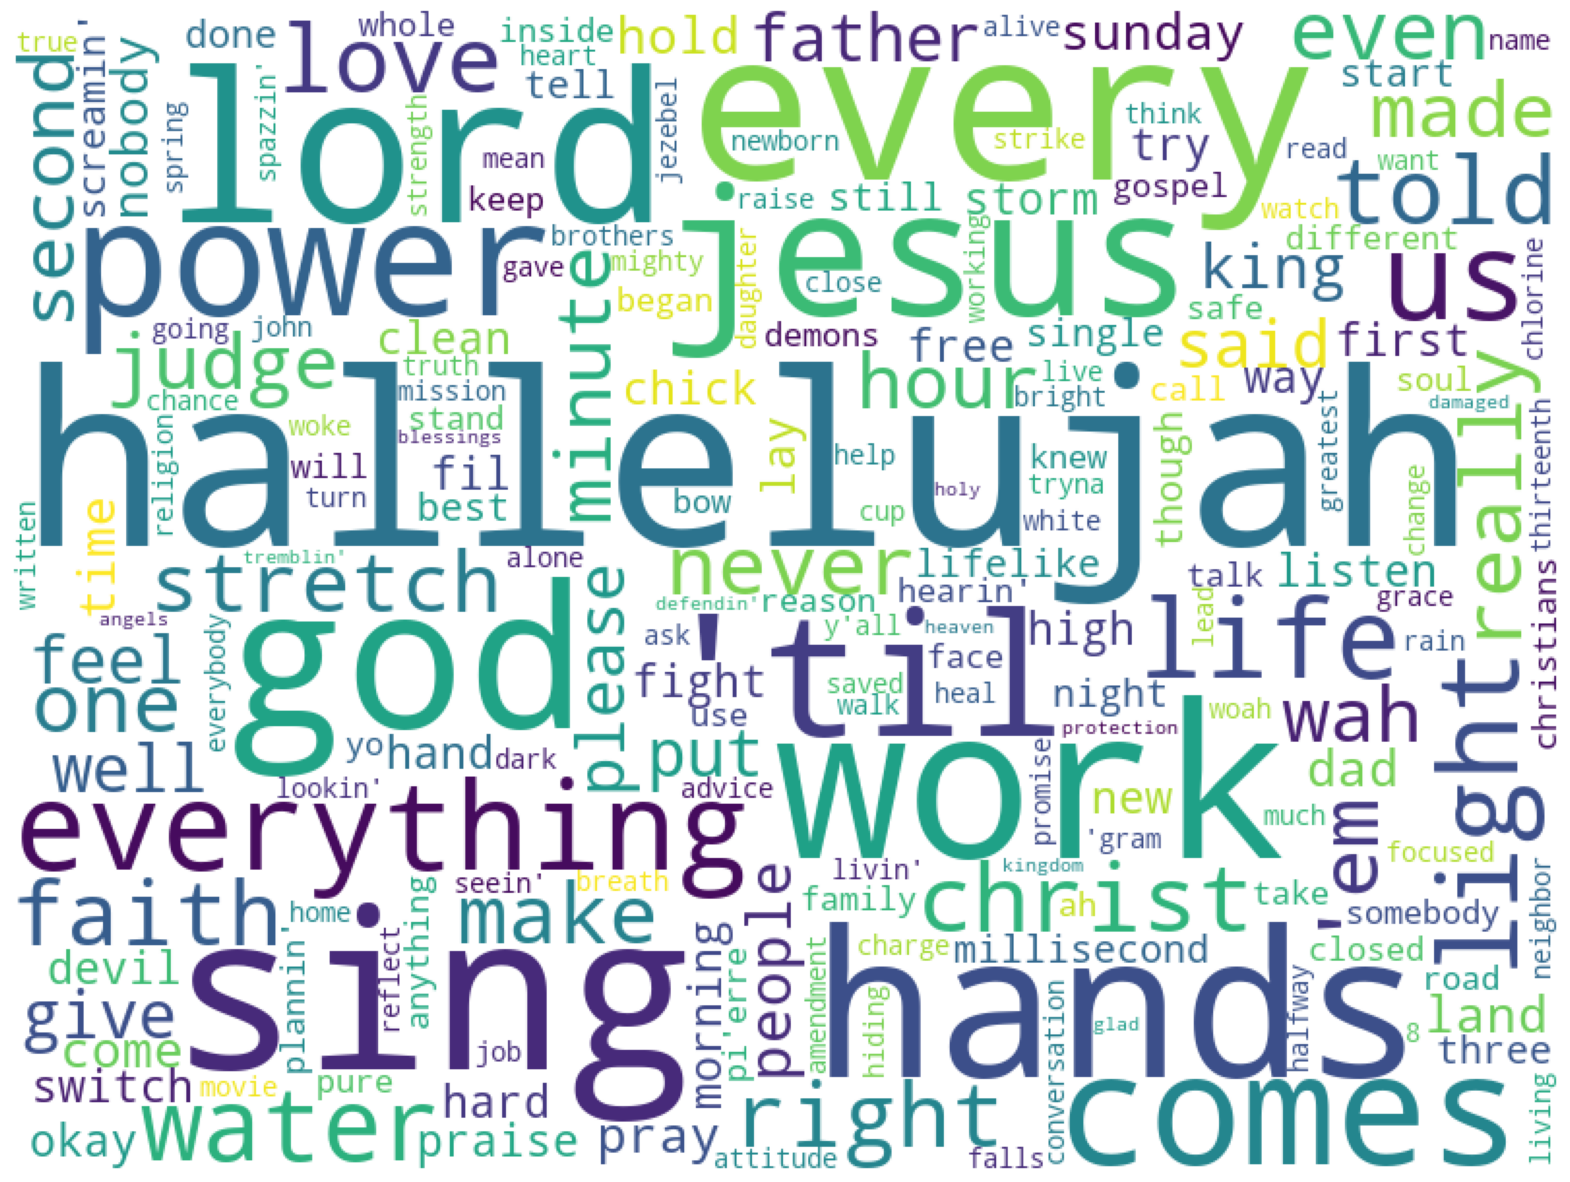 true
screamin'
nobody
done
love
whole
inside
heart
hold
tell
father
alive
sunday
even
name
start
second
spring
spazzin'
lord
strength
mean
keep
jezebel
every
newborn
strike
think
try
read
made
want
gospel
told
watch
power
brothers
gave
minute
mighty
began
raise
still
storm
daughter
jesus
close
working
king
different
us
chlorine
going
john
judge
clean
truth
chance
mission
stand
demons
free
single
safe
said
first
chick
hour
live
bright
call
way
soul
damaged
hallelujah
woke
blessings
religion
will
turn
fil
best
bow
lay
help
cup
holy
knew
tryna
white
though
greatest
change
really
thirteenth
written
time
tremblin'
alone
stretch
never
lifelike
talk
listen
angels
please
defendin'
reason
hearin'
grace
christians
feel
everybody
god
ask
'til
y'all
heaven
high
life
lead
rain
one
fight
face
saved
heal
walk
night
use
protection
woah
wah
light
well
yo
hand
dark
put
work
promise
dad
lookin'
advice
new
much
'em
everything
'gram
focused
faith
home
seein'
breath
make
people
livin'
kingdom
family
christ
ah
take
somebody
neighbor
devil
plannin'
sing
reflect
anything
morning
pi'erre
amendment
charge
millisecond
hands
closed
road
give
come
hiding
conversation
glad
halfway
8
land
three
job
switch
movie
pure
hard
water
okay
praise
pray
right
attitude
falls
comes
living